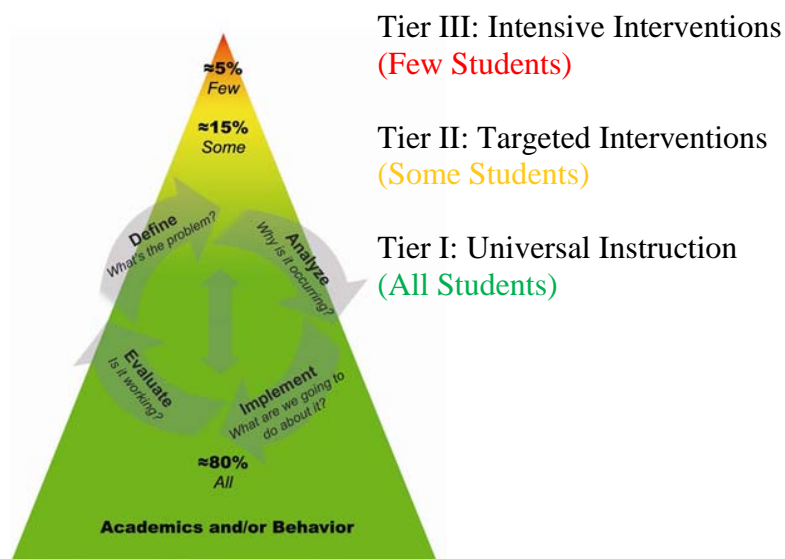 Tier III: Intensive Interventions
(Few Students)
Tier II: Targeted Interventions
(Some Students)
Tier I: Universal Instruction
(All Students)
≈5%
Few
≈15%
Some
Define
What's the problem?
Analyze
Why is it occurring?
Implement
What are we going to
do about it?
Evaluate
Is it working?
≈80%
All
Academics and/or Behavior